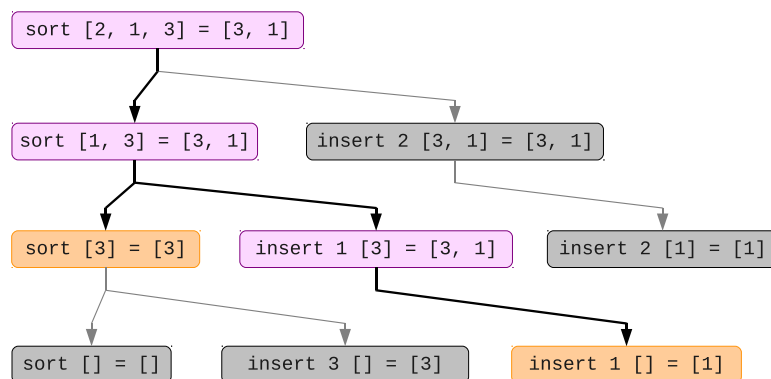 sort [2, 1, 3] = [3, 1]
sort [1, 3] = [3, 1]
insert 2 [3, 1] = [3, 1]
sort [3] = [3]
insert 1 [3] = [3, 1]
insert 2 [1] = [1]
sort [] = []
insert 3 [] = [3]
insert 1 [] = [1]